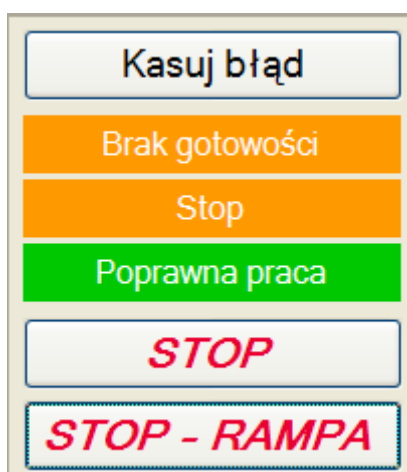 Kasuj błąd
Brak gotowości
Stop
Poprawna praca
STOP
STOP - RAMPA